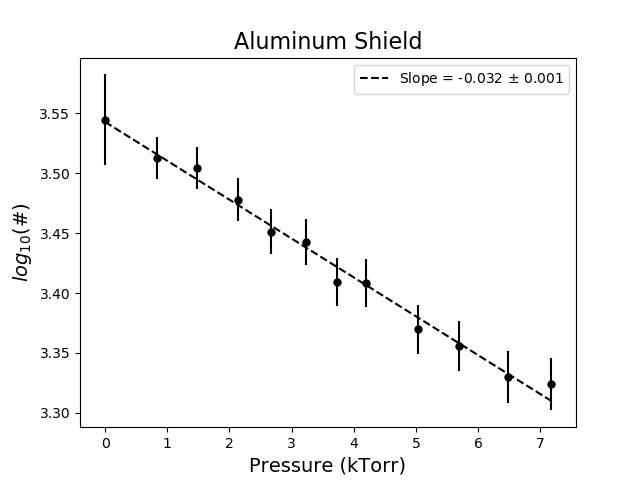 Aluminum Shield
Slope = -0.032 ± 0.001
3.55
3.50
3.45
3.40
3.35
3.30
log₁₀(#)
0 1 2 3 4 5 6 7
Pressure (kTorr)